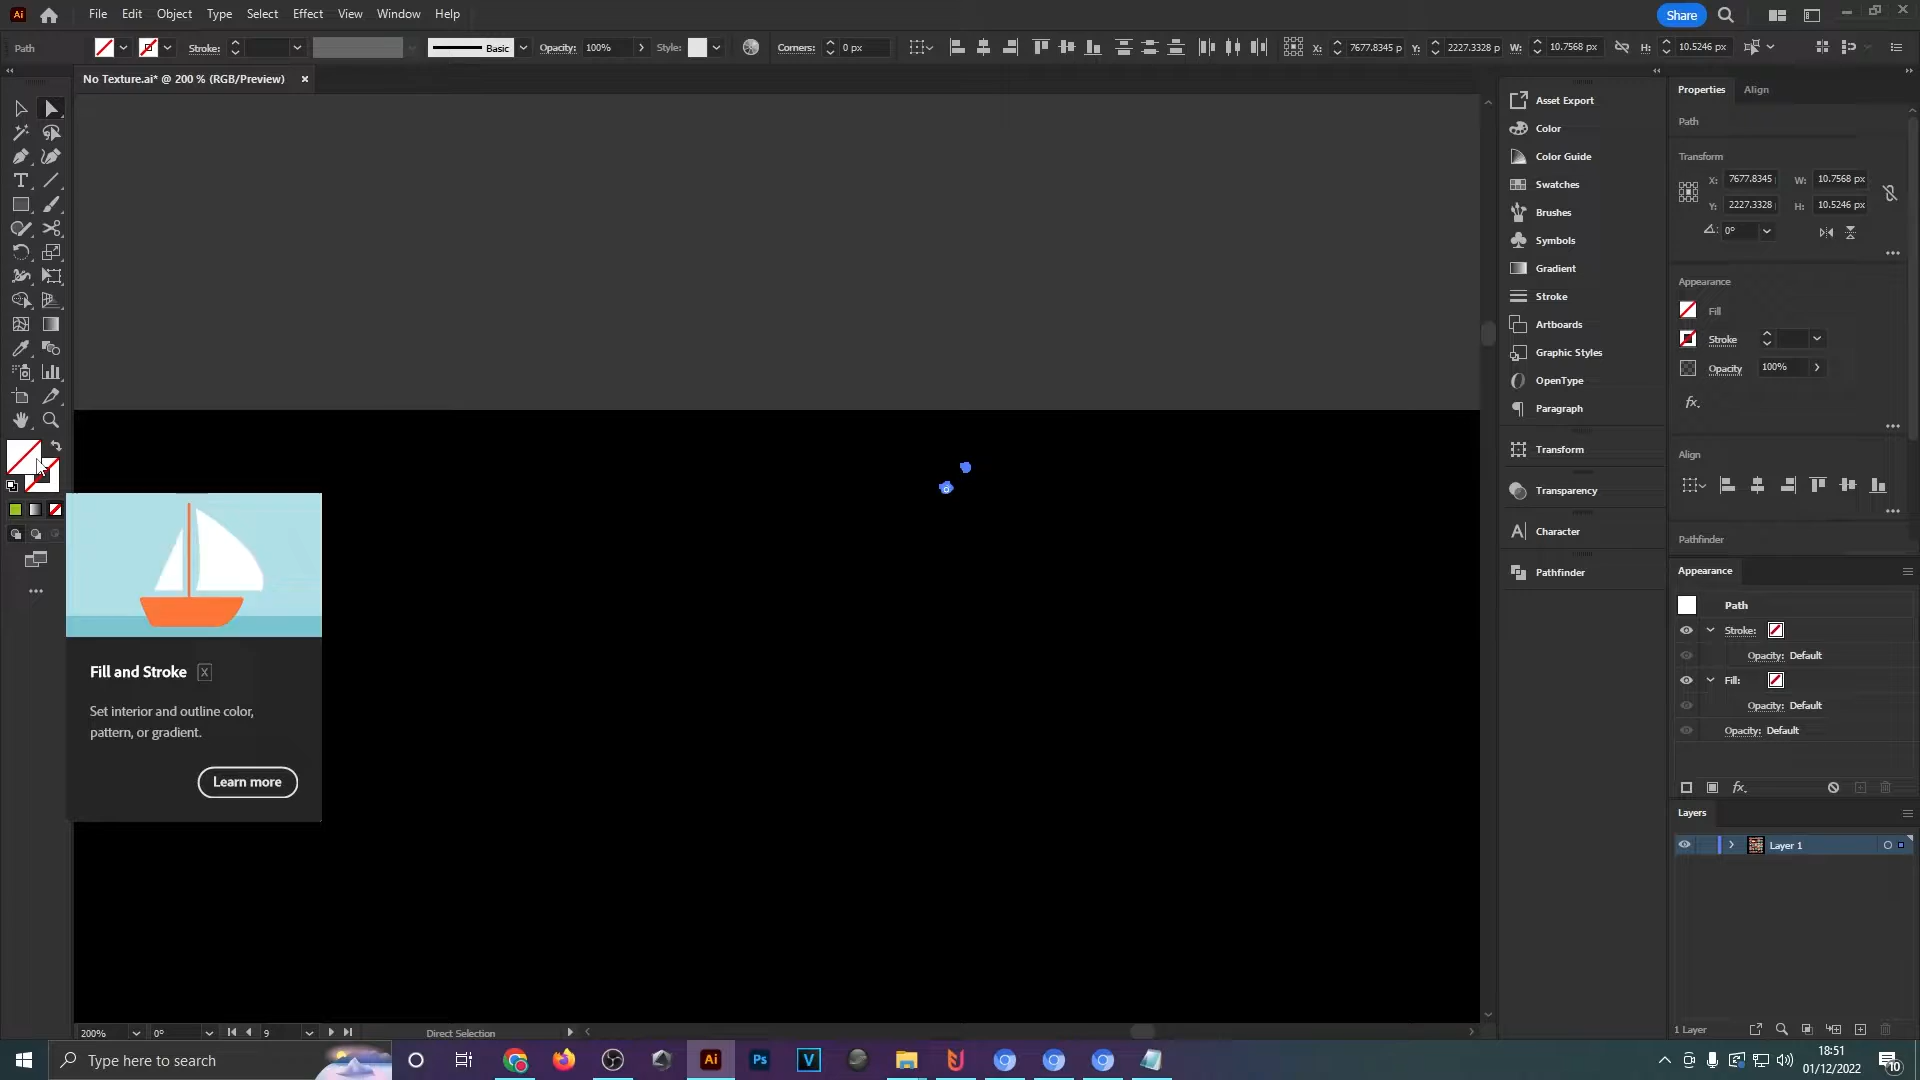 Ai File Edit Object Type Select Effect View Window Help Share
Path Stroke: Basic Opacity: 100% Style: Corners: 0 px X: 7677.8345 p Y: 2227.3328 p W: 10.7568 px H: 10.5246 px
No Texture.ai* @ 200 % (RGB/Preview)
Asset Export
Color
Color Guide
Swatches
Brushes
Symbols
Gradient
Stroke
Artboards
Graphic Styles
OpenType
Paragraph
Transform
Transparency
Character
Pathfinder
Properties Align
Path
Transform
X: 7677.8345 W: 10.7568 px
Y: 2227.3328 H: 10.5246 px
0°
Appearance
Fill
Stroke
Opacity 100%
fx.
Align
Pathfinder
Appearance
Path
Stroke:
Opacity: Default
Fill:
Opacity: Default
Opacity: Default
fx.
Layers
Layer 1
1 Layer
Fill and Stroke X
Set interior and outline color,
pattern, or gradient.
Learn more
200% 0° 9 Direct Selection
Type here to search
Ai Ps V
18:51
01/12/2022
10